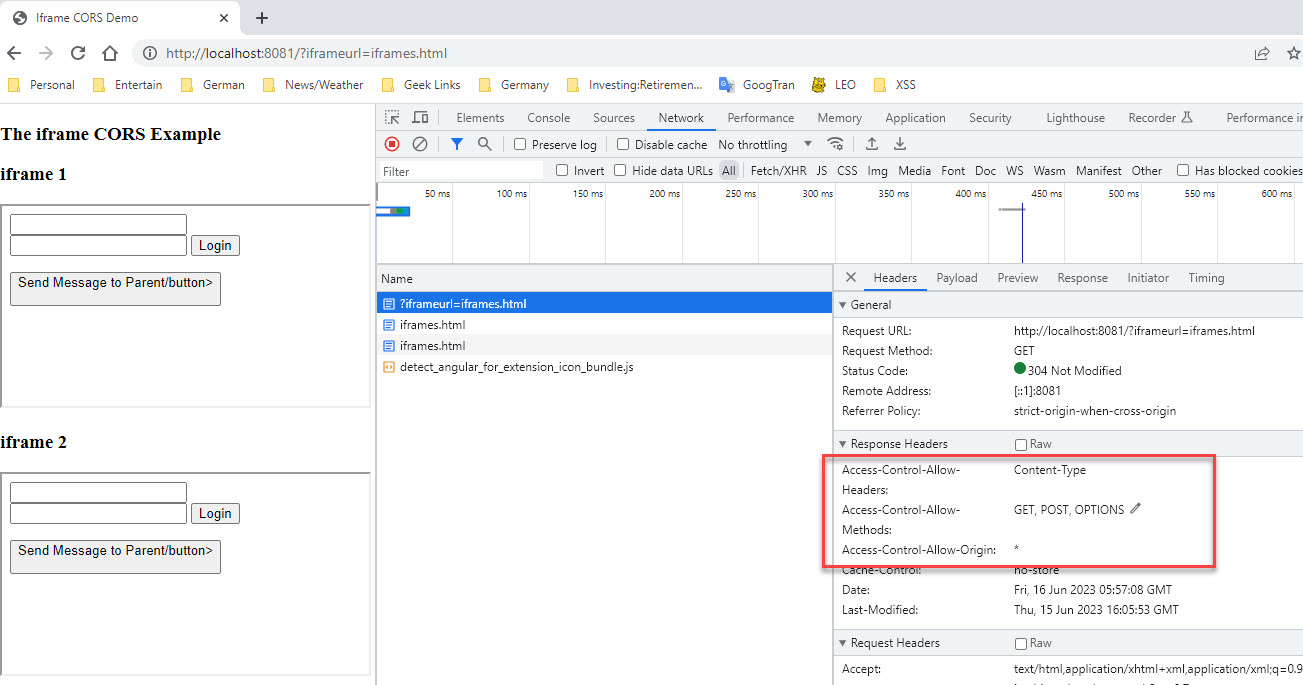 Iframe CORS Demo
http://localhost:8081/?iframeurl=iframes.html
Personal Entertain German News/Weather Geek Links Germany Investing:Retiremen... GoogTran LEO XSS
The iframe CORS Example
iframe 1
Login
Send Message to Parent/button>
iframe 2
Login
Send Message to Parent/button>
Elements Console Sources Network Performance Memory Application Security Lighthouse Recorder Performance in
Preserve log Disable cache No throttling
Filter Invert Hide data URLs All Fetch/XHR JS CSS Img Media Font Doc WS Wasm Manifest Other Has blocked cookies
50 ms 100 ms 150 ms 200 ms 250 ms 300 ms 350 ms 400 ms 450 ms 500 ms 550 ms 600 ms
Name
?iframeurl=iframes.html
iframes.html
iframes.html
detect_angular_for_extension_icon_bundle.js
Headers Payload Preview Response Initiator Timing
General
Request URL: http://localhost:8081/?iframeurl=iframes.html
Request Method: GET
Status Code: 304 Not Modified
Remote Address: [::1]:8081
Referrer Policy: strict-origin-when-cross-origin
Response Headers Raw
Access-Control-Allow- Content-Type
Headers:
Access-Control-Allow- GET, POST, OPTIONS
Methods:
Access-Control-Allow-Origin: *
Cache-Control: no-store
Date: Fri, 16 Jun 2023 05:57:08 GMT
Last-Modified: Thu, 15 Jun 2023 16:05:53 GMT
Request Headers Raw
Accept: text/html,application/xhtml+xml,application/xml;q=0.9